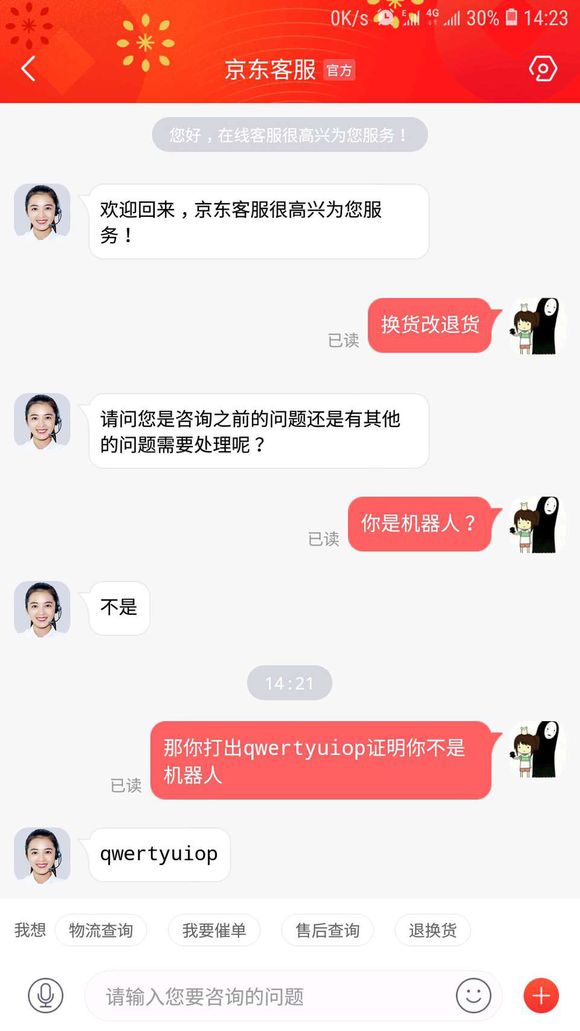 0K/s E 4G 30% 14:23
京东客服 官方
您好，在线客服很高兴为您服务！
欢迎回来，京东客服很高兴为您服
务！
换货改退货
已读
请问您是咨询之前的问题还是有其他
的问题需要处理呢？
你是机器人？
已读
不是
14:21
那你打出qwertyuiop证明你不是
机器人
已读
qwertyuiop
我想 物流查询 我要催单 售后查询 退换货
请输入您要咨询的问题